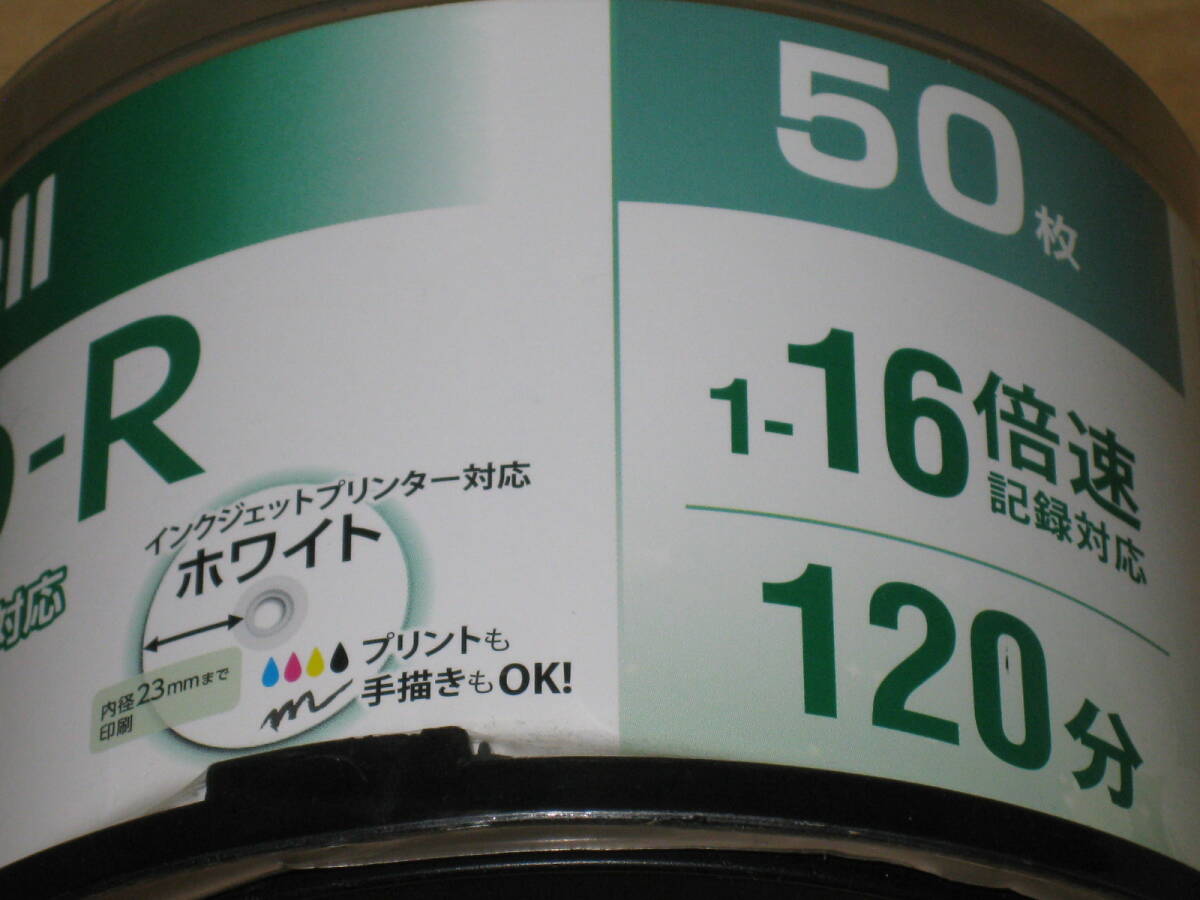 ll
-R
対応
インクジェットプリンター対応
ホワイト
内径23mmまで
印刷
プリントも
手描きもOK!
50枚
1-16倍速
記録対応
120分